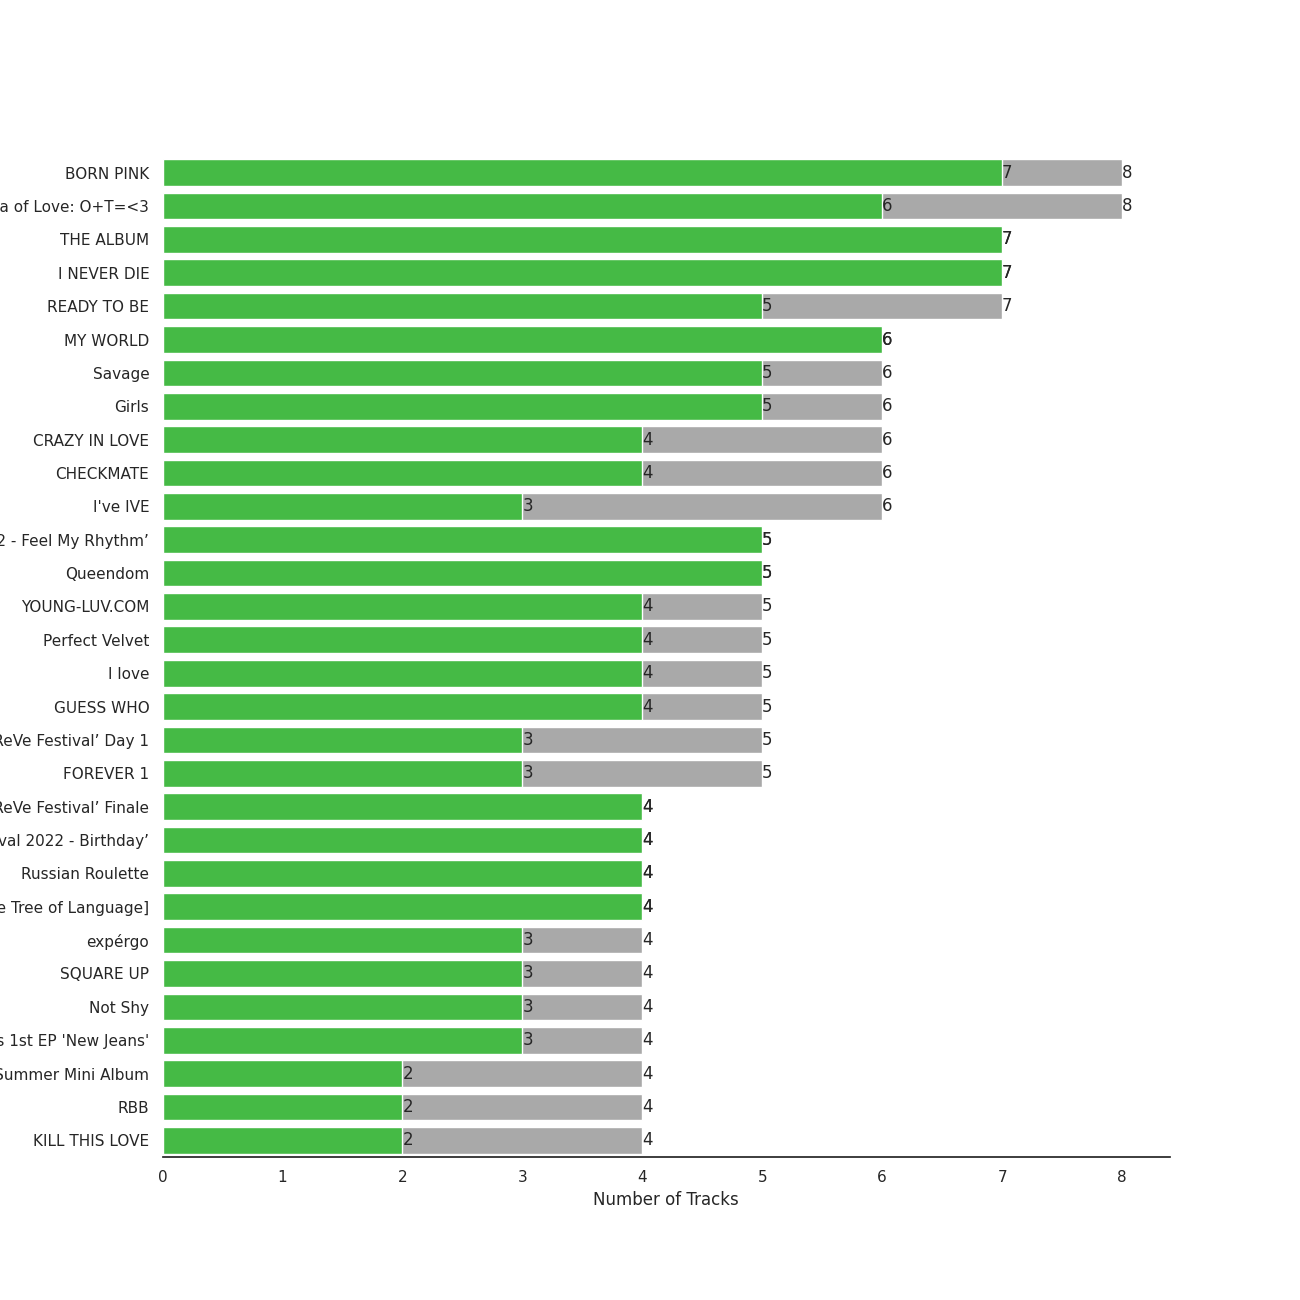 BORN PINK 7 8
a of Love: O+T=<3 6 8
THE ALBUM 7
I NEVER DIE 7
READY TO BE 5 7
MY WORLD 6
Savage 5 6
Girls 5 6
CRAZY IN LOVE 4 6
CHECKMATE 4 6
I've IVE 3 6
2 - Feel My Rhythm’ 5
Queendom 5
YOUNG-LUV.COM 4 5
Perfect Velvet 4 5
I love 4 5
GUESS WHO 4 5
ReVe Festival’ Day 1 3 5
FOREVER 1 3 5
ReVe Festival’ Finale 4
val 2022 - Birthday’ 4
Russian Roulette 4
e Tree of Language] 4
expérgo 3 4
SQUARE UP 3 4
Not Shy 3 4
s 1st EP 'New Jeans' 3 4
Summer Mini Album 2 4
RBB 2 4
KILL THIS LOVE 2 4
0 1 2 3 4 5 6 7 8
Number of Tracks